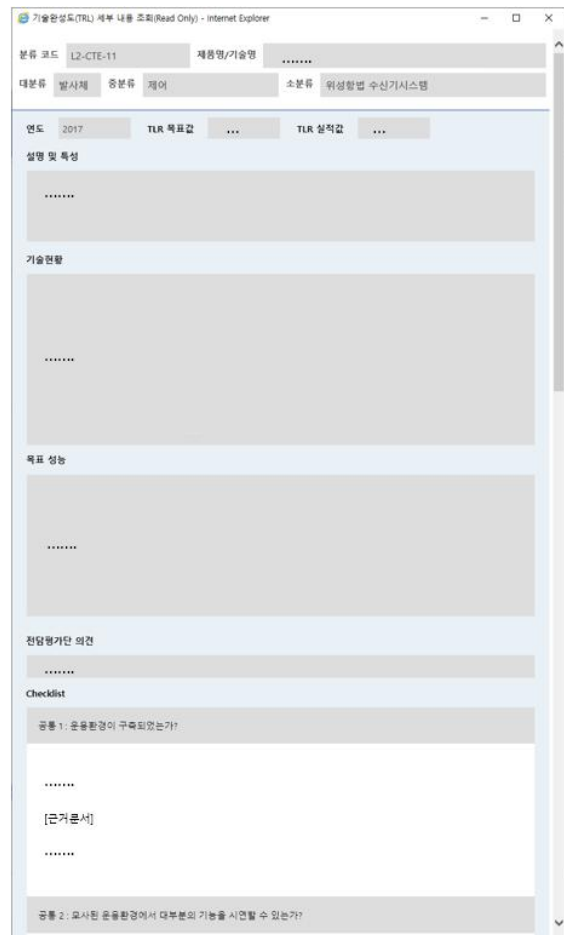 기술완성도(TRL) 세부 내용 조회(Read Only) - Internet Explorer
분류 코드 L2-CTE-11 제품명/기술명 .......
대분류 발사체 중분류 제어 소분류 위성항법 수신기시스템
연도 2017 TLR 목표값 ... TLR 실적값 ...
설명 및 특성
.......
기술현황
.......
목표 성능
.......
전담평가단 의견
.......
Checklist
공통 1 : 운용환경이 구축되었는가?
.......
[근거문서]
.......
공통 2 : 모사된 운용환경에서 대부분의 기능을 시연할 수 있는가?